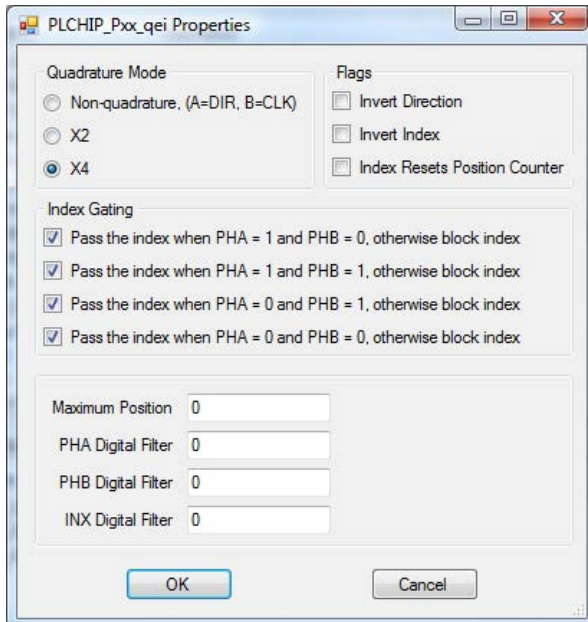 PLCHIP_Pxx_qei Properties
Quadrature Mode
Non-quadrature, (A=DIR, B=CLK)
X2
X4
Flags
Invert Direction
Invert Index
Index Resets Position Counter
Index Gating
Pass the index when PHA = 1 and PHB = 0, otherwise block index
Pass the index when PHA = 1 and PHB = 1, otherwise block index
Pass the index when PHA = 0 and PHB = 1, otherwise block index
Pass the index when PHA = 0 and PHB = 0, otherwise block index
Maximum Position 0
PHA Digital Filter 0
PHB Digital Filter 0
INX Digital Filter 0
OK Cancel